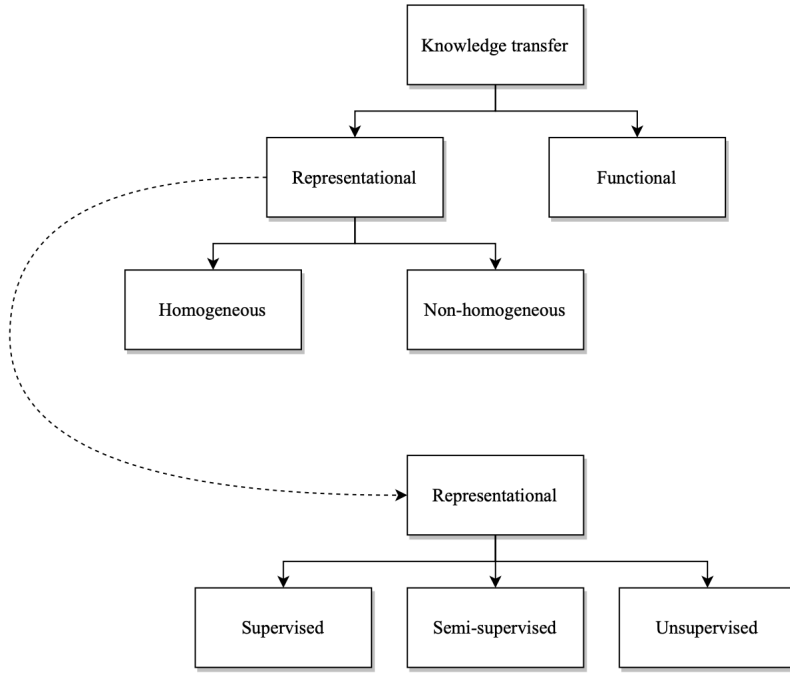 Knowledge transfer
Representational
Functional
Homogeneous
Non-homogeneous
Representational
Supervised
Semi-supervised
Unsupervised